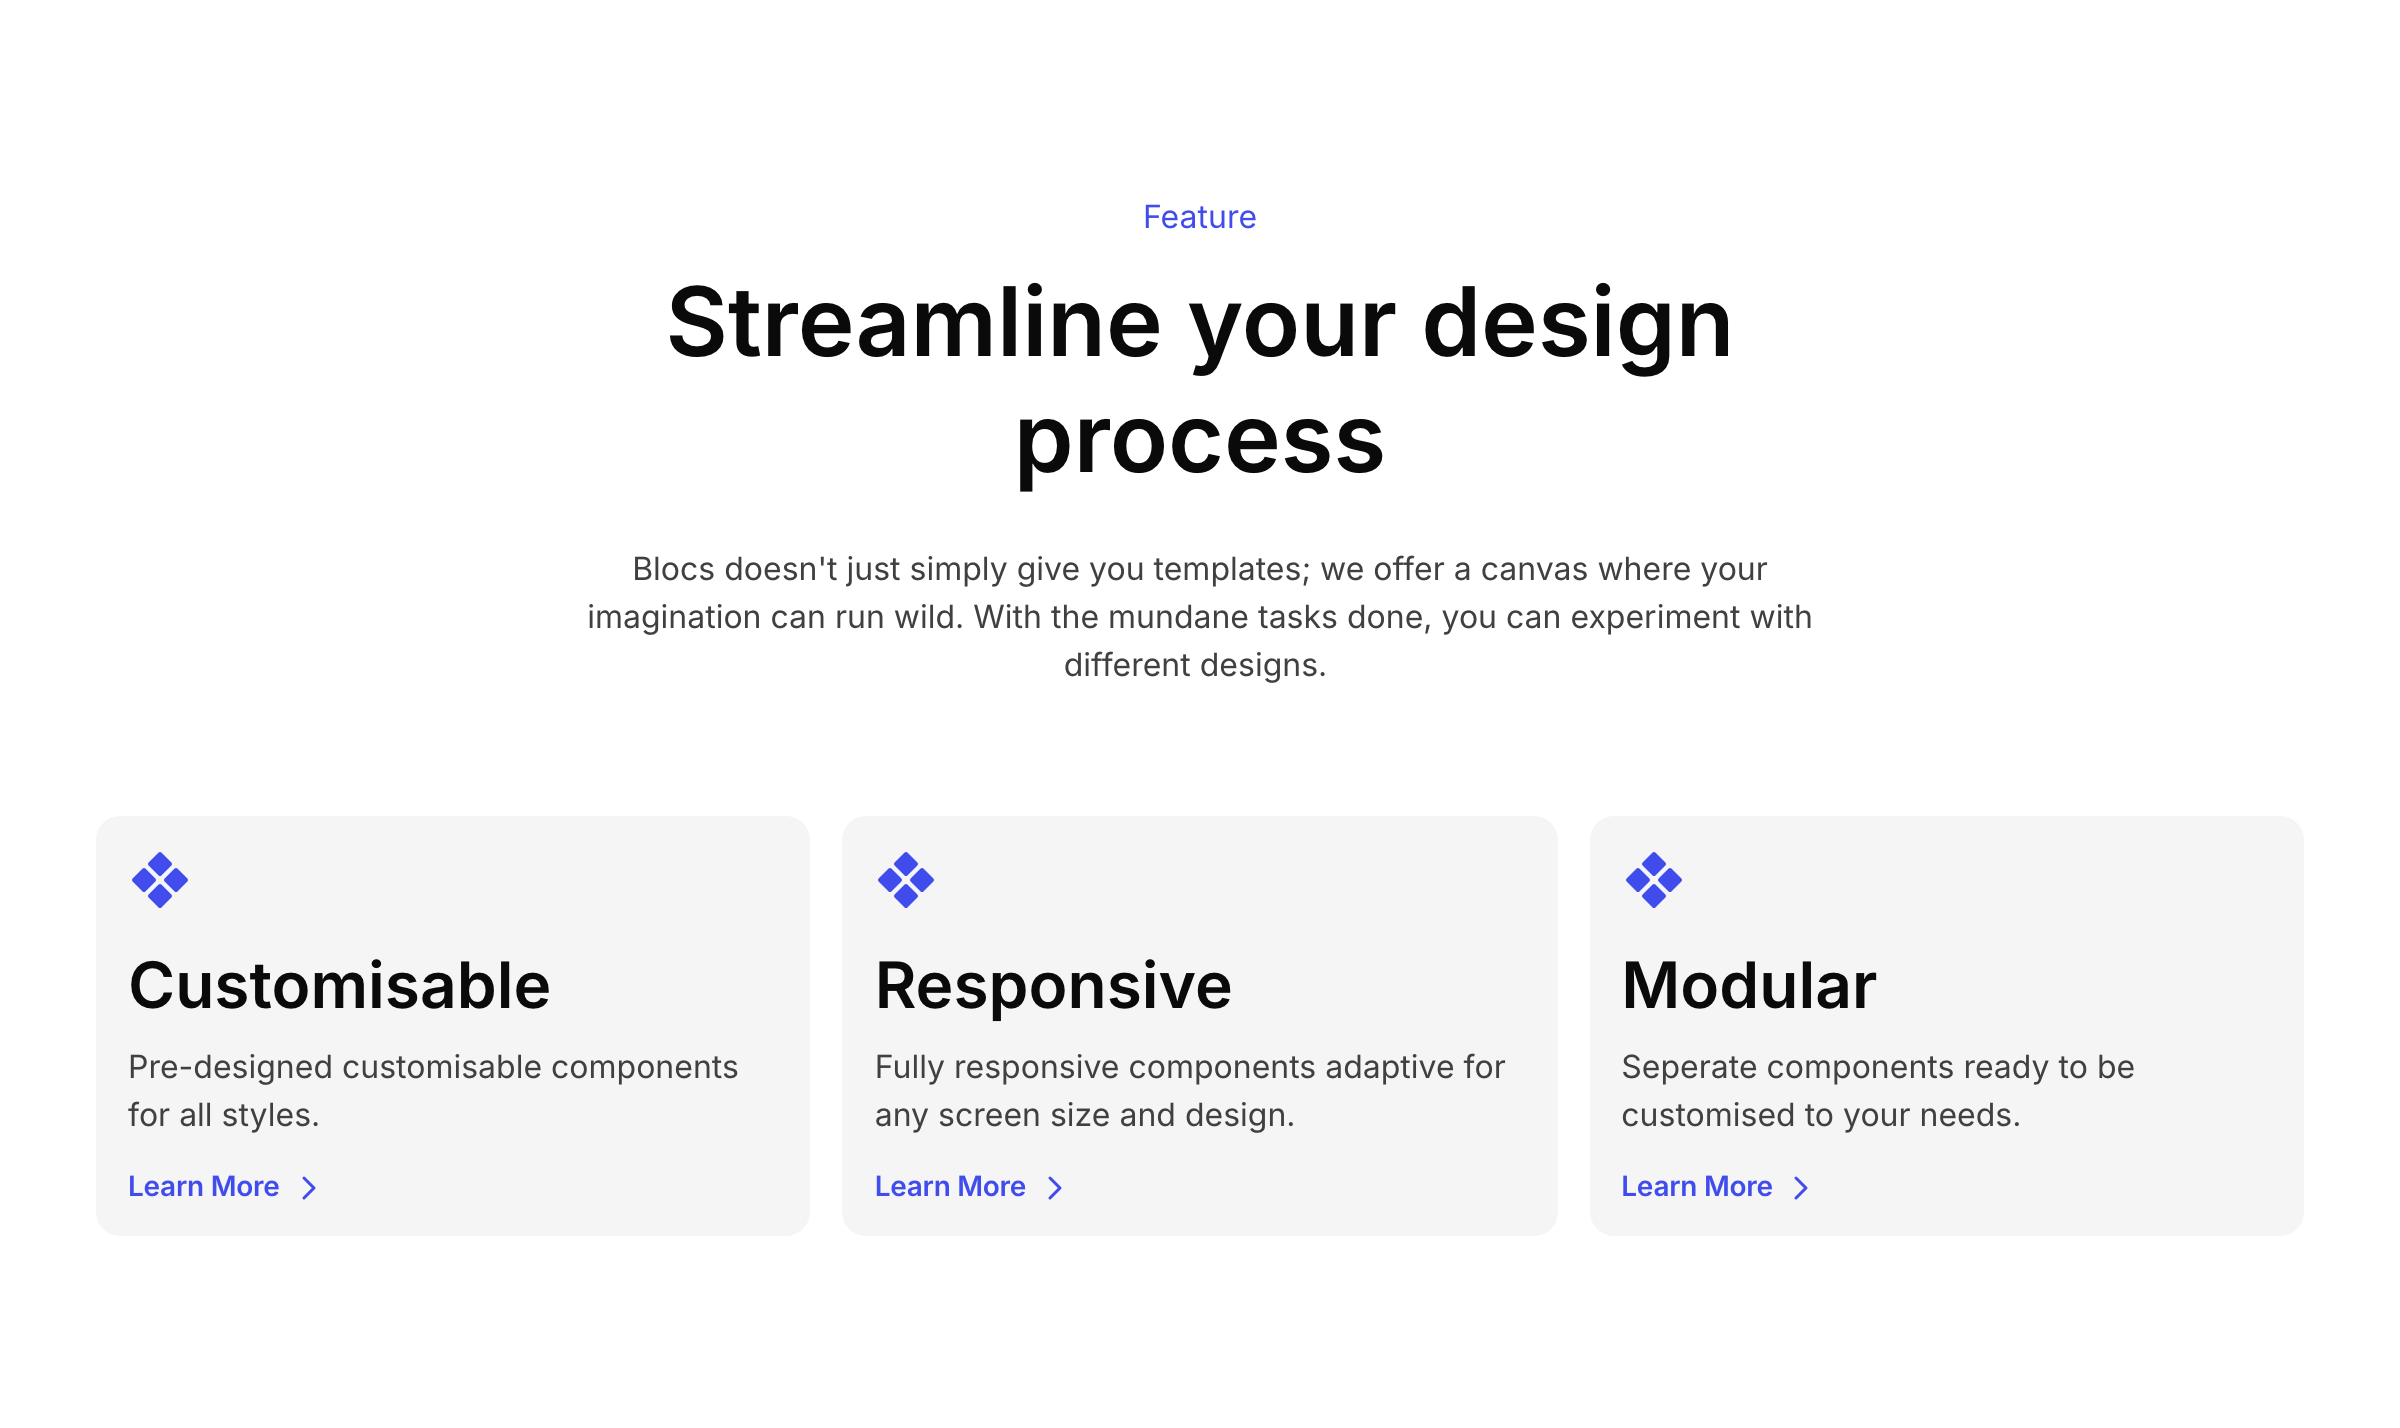 Feature
Streamline your design
process
Blocs doesn't just simply give you templates; we offer a canvas where your
imagination can run wild. With the mundane tasks done, you can experiment with
different designs.
Customisable
Pre-designed customisable components
for all styles.
Learn More
Responsive
Fully responsive components adaptive for
any screen size and design.
Learn More
Modular
Seperate components ready to be
customised to your needs.
Learn More